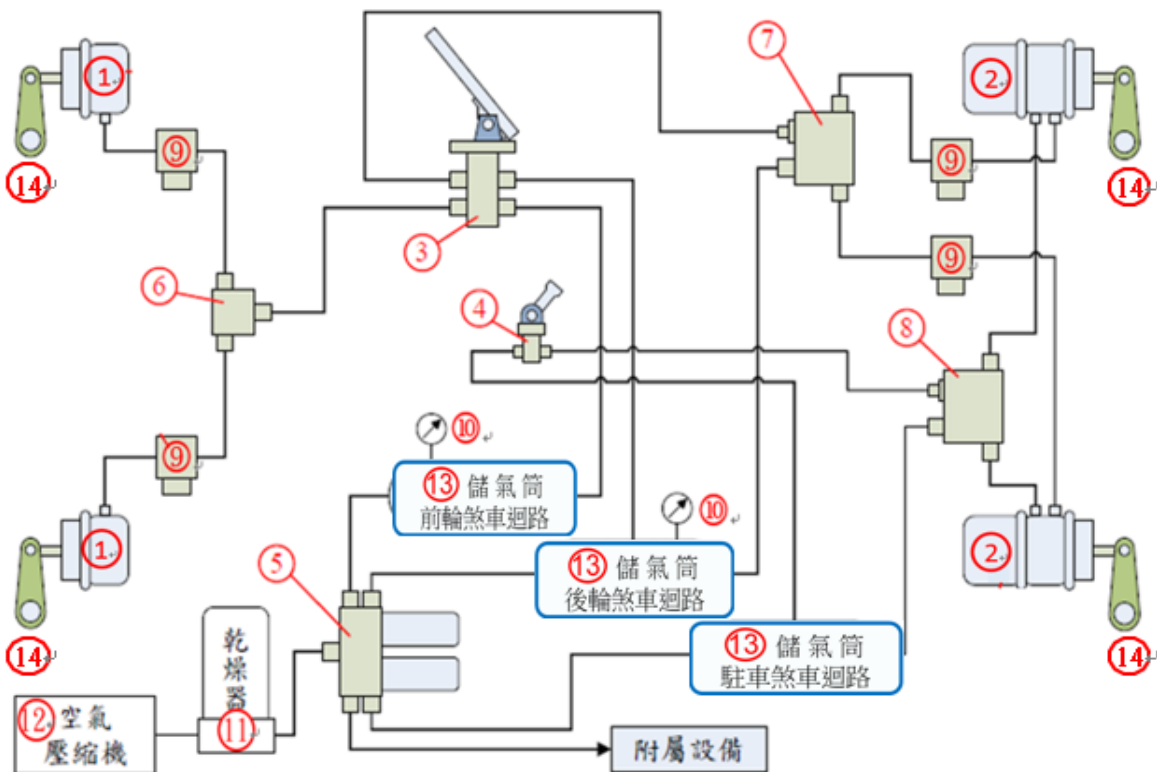 ①
⑨
⑭
⑦
②
⑨
⑭
③
⑨
⑥
④
⑧
⑩
⑨
⑬ 儲氣筒
前輪煞車迴路
⑩
①
⑤
⑬ 儲氣筒
後輪煞車迴路
②
⑭
乾燥器
⑪
⑬ 儲氣筒
駐車煞車迴路
⑭
⑫ 空氣
壓縮機
附屬設備